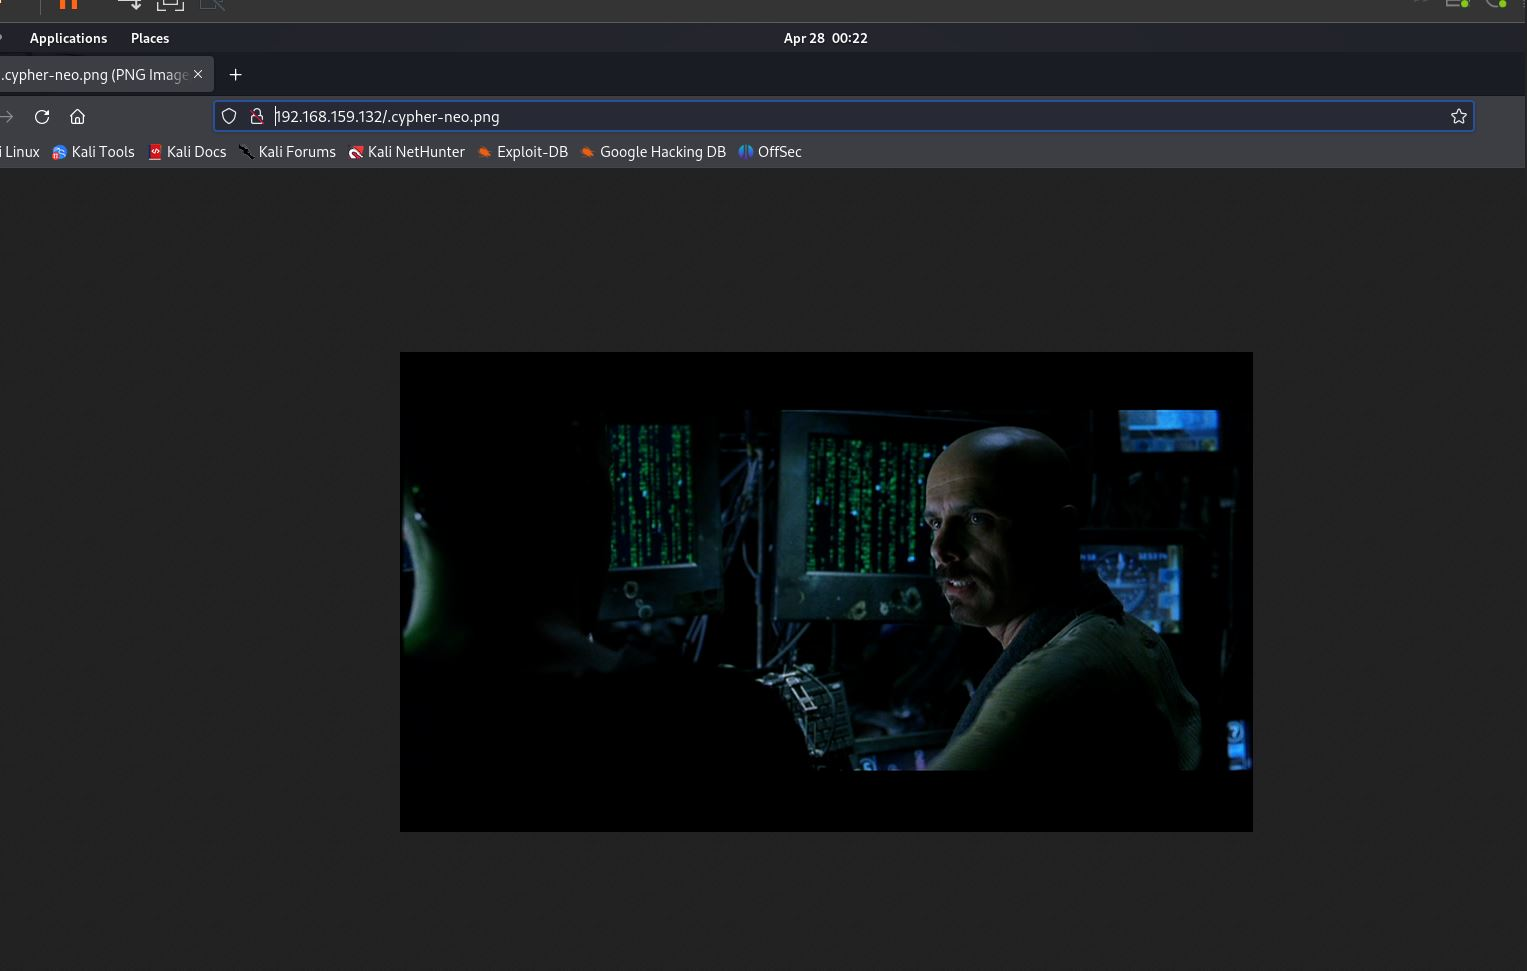 Applications Places Apr 28 00:22
.cypher-neo.png (PNG Image
192.168.159.132/.cypher-neo.png
i Linux Kali Tools Kali Docs Kali Forums Kali NetHunter Exploit-DB Google Hacking DB OffSec